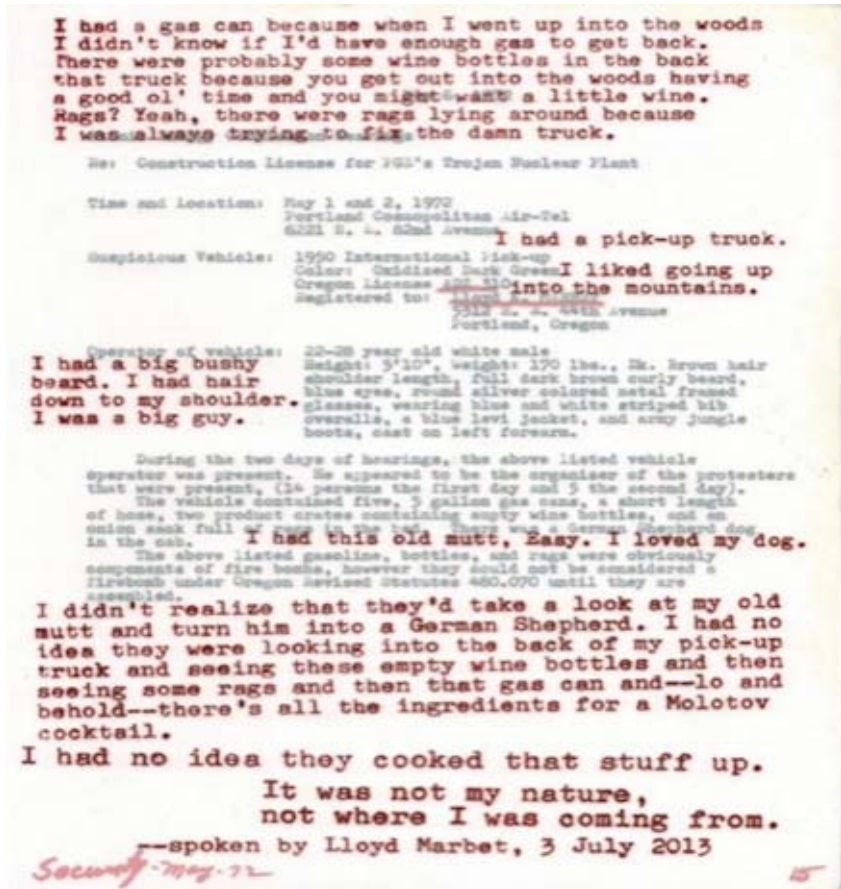 I had a gas can because when I went up into the woods
I didn't know if I'd have enough gas to get back.
There were probably some wine bottles in the back
that truck because you get out into the woods having
a good ol' time and you might want a little wine.
Rags? Yeah, there were rags lying around because
I was always trying to fix the damn truck.
Re: Construction License for PGE's Trojan Nuclear Plant
Time and Location: May 1 and 2, 1972
Portland Cosmopolitan Air-Tel
6221 N. E. 82nd Avenue
I had a pick-up truck.
Suspicious Vehicle: 1950 International Pick-up
Color: Oxidized Dark Green
I liked going up
Oregon License
into the mountains.
Registered to:
44th Avenue
Portland, Oregon
Operator of vehicle: 22-28 year old white male
I had a big bushy
Height: 5'10", weight: 170 lbs., Dk. Brown hair
beard. I had hair
shoulder length, full dark brown curly beard,
down to my shoulder.
blue eyes, round silver colored metal framed
I was a big guy.
glasses, wearing blue and white striped bib
overalls, a blue levi jacket, and army jungle
boots, cast on left forearm.
During the two days of hearings, the above listed vehicle
operator was present. He appeared to be the organizer of the protesters
that were present, (14 persons the first day and 5 the second day).
The vehicle contained five, 5 gallon gas cans, a short length
of hose, two product crates containing empty wine bottles, and an
onion sack full of rags in the bed. There was a German Shepherd dog
in the cab.
I had this old mutt, Easy. I loved my dog.
The above listed gasoline, bottles, and rags were obviously
components of fire bombs, however they could not be considered a
firebomb under Oregon Revised Statutes 480.070 until they are
assembled.
I didn't realize that they'd take a look at my old
mutt and turn him into a German Shepherd. I had no
idea they were looking into the back of my pick-up
truck and seeing these empty wine bottles and then
seeing some rags and then that gas can and--lo and
behold--there's all the ingredients for a Molotov
cocktail.
I had no idea they cooked that stuff up.
It was not my nature,
not where I was coming from.
--spoken by Lloyd Marbet, 3 July 2013
Security-May-72
15